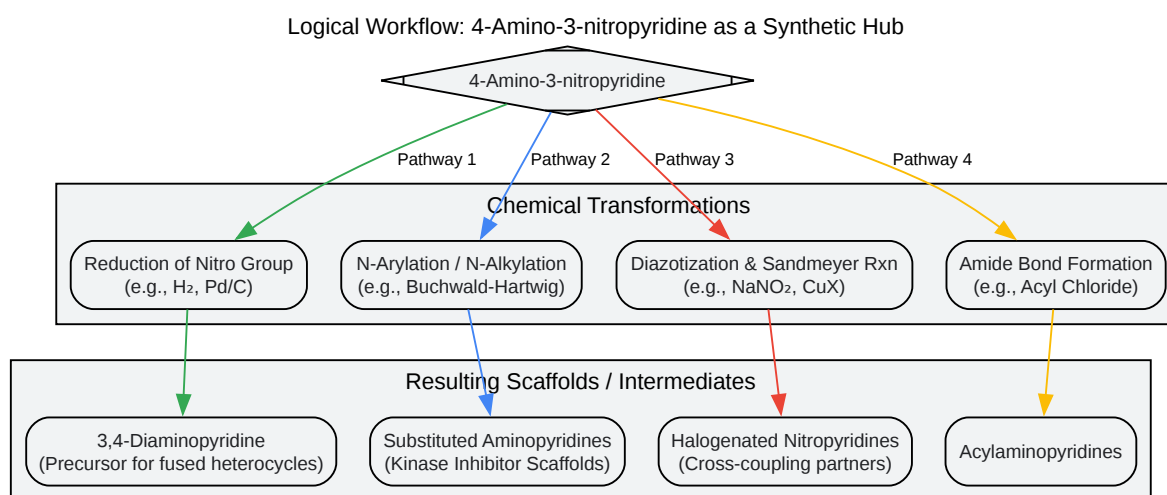 Logical Workflow: 4-Amino-3-nitropyridine as a Synthetic Hub
4-Amino-3-nitropyridine
Pathway 1
Pathway 2
Pathway 3
Pathway 4
Chemical Transformations
Reduction of Nitro Group
(e.g., H₂, Pd/C)
N-Arylation / N-Alkylation
(e.g., Buchwald-Hartwig)
Diazotization & Sandmeyer Rxn
(e.g., NaNO₂, CuX)
Amide Bond Formation
(e.g., Acyl Chloride)
Resulting Scaffolds / Intermediates
3,4-Diaminopyridine
(Precursor for fused heterocycles)
Substituted Aminopyridines
(Kinase Inhibitor Scaffolds)
Halogenated Nitropyridines
(Cross-coupling partners)
Acylaminopyridines